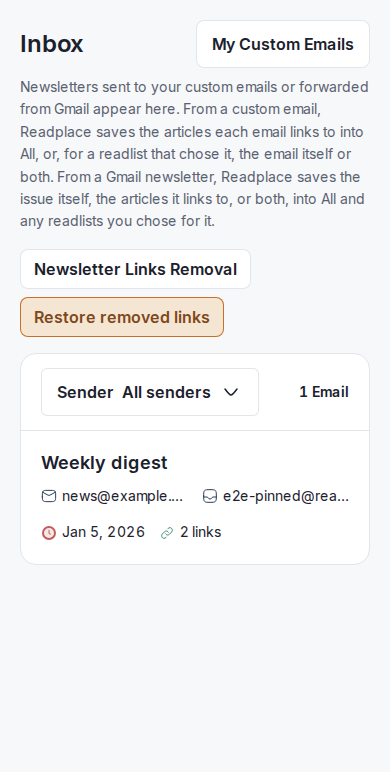 Inbox
My Custom Emails
Newsletters sent to your custom emails or forwarded
from Gmail appear here. From a custom email,
Readplace saves the articles each email links to into
All, or, for a readlist that chose it, the email itself or
both. From a Gmail newsletter, Readplace saves the
issue itself, the articles it links to, or both, into All and
any readlists you chose for it.
Newsletter Links Removal
Restore removed links
Sender All senders
1 Email
Weekly digest
news@example.... e2e-pinned@rea...
Jan 5, 2026 2 links